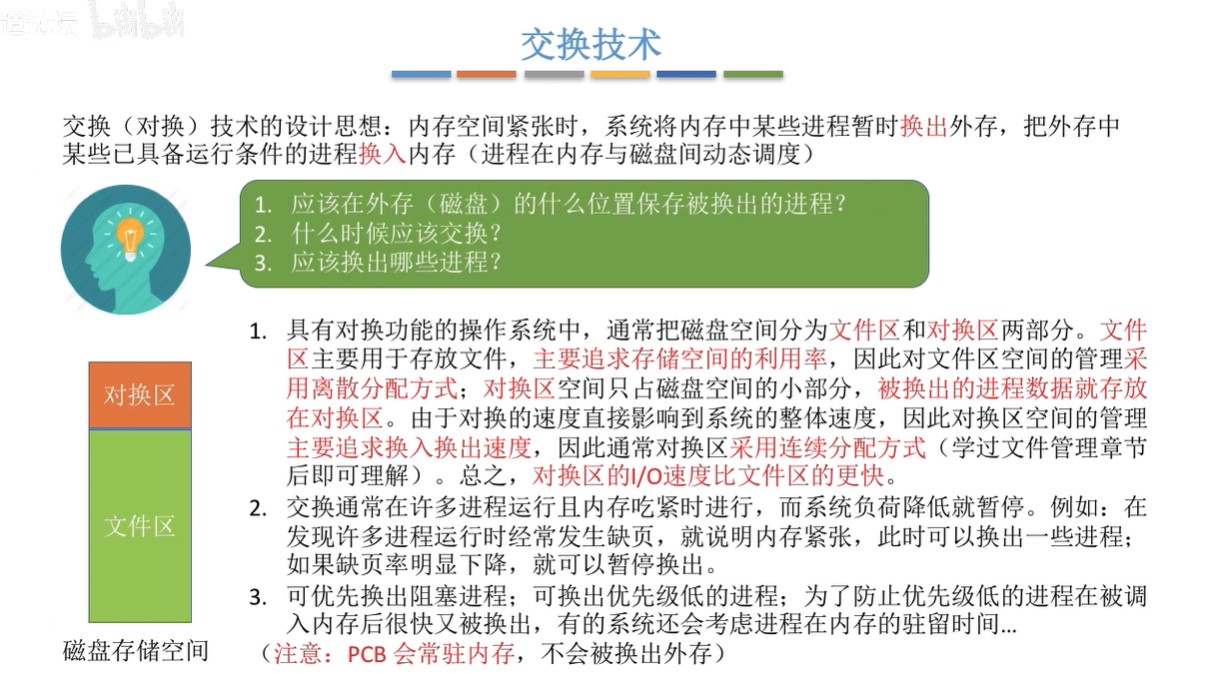 道论坛 bilibili
交换技术
交换（对换）技术的设计思想：内存空间紧张时，系统将内存中某些进程暂时换出外存，把外存中
某些已具备运行条件的进程换入内存（进程在内存与磁盘间动态调度）
1. 应该在外存（磁盘）的什么位置保存被换出的进程？
2. 什么时候应该交换？
3. 应该换出哪些进程？
1. 具有对换功能的操作系统中，通常把磁盘空间分为文件区和对换区两部分。文件
区主要用于存放文件，主要追求存储空间的利用率，因此对文件区空间的管理采
用离散分配方式；对换区空间只占磁盘空间的小部分，被换出的进程数据就存放
在对换区。由于对换的速度直接影响到系统的整体速度，因此对换区空间的管理
主要追求换入换出速度，因此通常对换区采用连续分配方式（学过文件管理章节
后即可理解）。总之，对换区的I/O速度比文件区的更快。
2. 交换通常在许多进程运行且内存吃紧时进行，而系统负荷降低就暂停。例如：在
发现许多进程运行时经常发生缺页，就说明内存紧张，此时可以换出一些进程；
如果缺页率明显下降，就可以暂停换出。
3. 可优先换出阻塞进程；可换出优先级低的进程；为了防止优先级低的进程在被调
入内存后很快又被换出，有的系统还会考虑进程在内存的驻留时间…
（注意：PCB 会常驻内存，不会被换出外存）
对换区
文件区
磁盘存储空间